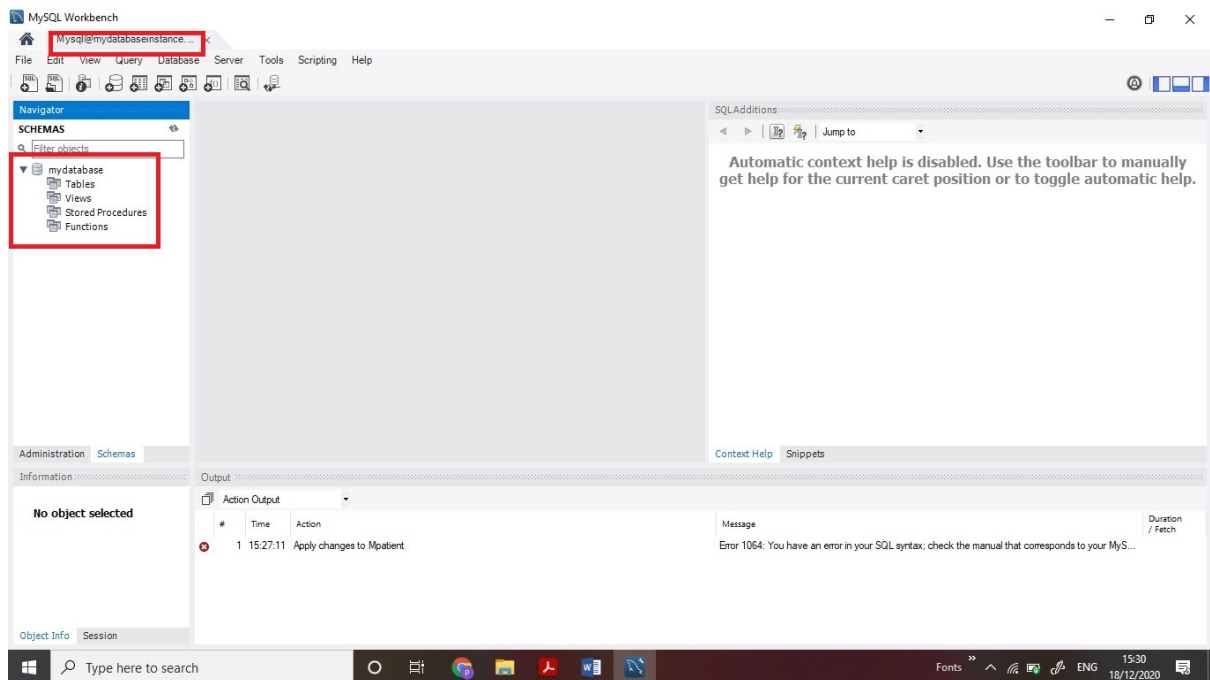 MySQL Workbench
Mysql@mydatabaseinstance. ...
File Edit View Query Database Server Tools Scripting Help
Navigator
SCHEMAS
Filter objects
mydatabase
Tables
Views
Stored Procedures
Functions
Administration Schemas
Information
No object selected
Object Info Session
SQLAdditions
Jump to
Automatic context help is disabled. Use the toolbar to manually
get help for the current caret position or to toggle automatic help.
Context Help Snippets
Output
Action Output
# Time Action Message Duration
/ Fetch
1 15:27:11 Apply changes to Mpatient Error 1064: You have an error in your SQL syntax; check the manual that corresponds to your MyS...
Type here to search
Fonts ENG 15:30
18/12/2020